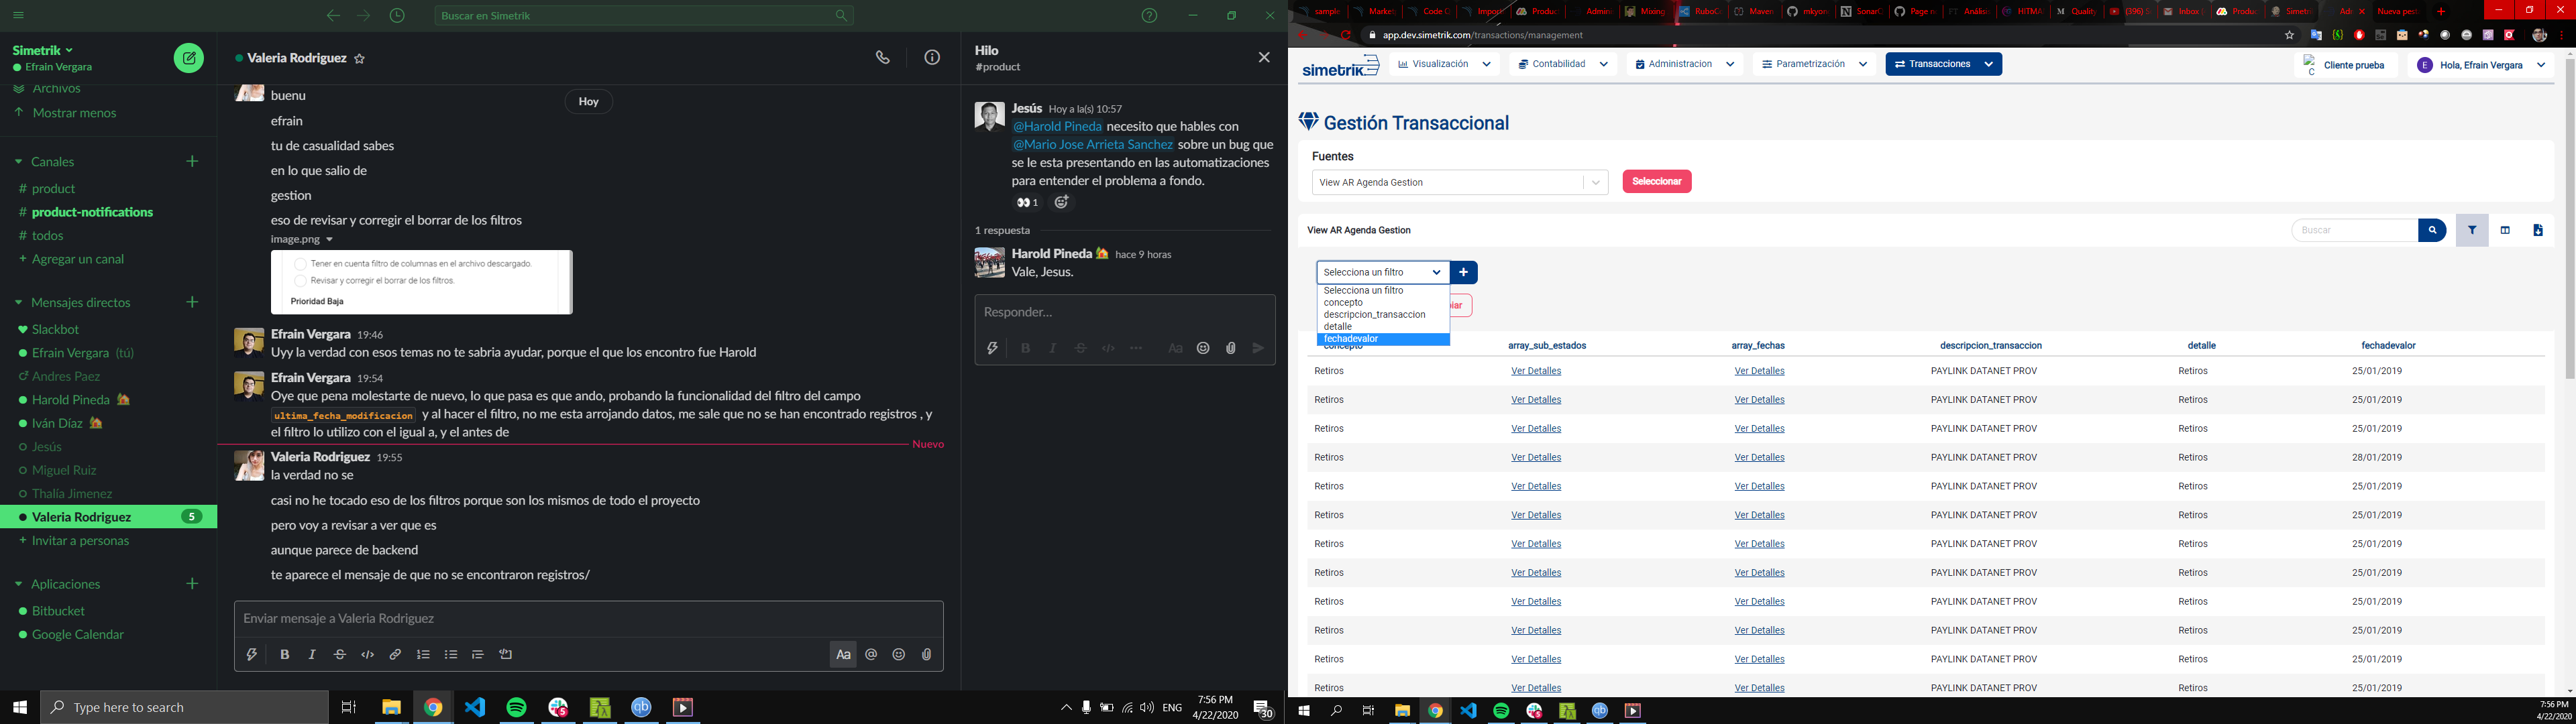 Buscar en Simetrik
Simetrik
Efrain Vergara
Archivos
Mostrar menos
Canales
# product
# product-notifications
# todos
+ Agregar un canal
Mensajes directos
Slackbot
Efrain Vergara (tú)
Andres Paez
Harold Pineda
Iván Díaz
Jesús
Miguel Ruiz
Thalía Jimenez
Valeria Rodriguez 5
+ Invitar a personas
Aplicaciones
Bitbucket
Google Calendar
Valeria Rodriguez
Hoy
buenu
efrain
tu de casualidad sabes
en lo que salio de
gestion
eso de revisar y corregir el borrar de los filtros
image.png
Tener en cuenta filtro de columnas en el archivo descargado.
Revisar y corregir el borrar de los filtros.
Prioridad Baja
Efrain Vergara 19:46
Uyy la verdad con esos temas no te sabria ayudar, porque el que los encontro fue Harold
Efrain Vergara 19:54
Oye que pena molestarte de nuevo, lo que pasa es que ando, probando la funcionalidad del filtro del campo
ultima_fecha_modificacion y al hacer el filtro, no me esta arrojando datos, me sale que no se han encontrado registros , y
el filtro lo utilizo con el igual a, y el antes de
Nuevo
Valeria Rodriguez 19:55
la verdad no se
casi no he tocado eso de los filtros porque son los mismos de todo el proyecto
pero voy a revisar a ver que es
aunque parece de backend
te aparece el mensaje de que no se encontraron registros/
Enviar mensaje a Valeria Rodriguez
Hilo
#product
Jesús Hoy a la(s) 10:57
@Harold Pineda necesito que hables con
@Mario Jose Arrieta Sanchez sobre un bug que
se le esta presentando en las automatizaciones
para entender el problema a fondo.
1
1 respuesta
Harold Pineda hace 9 horas
Vale, Jesus.
Responder...
Type here to search
ENG
7:56 PM
4/22/2020
30
sample
Market
Code C
Impor
Produc
Admin
Mixing
RuboCo
Maven
mkyon
Sonar
Page n
Análisi
HITMA
Quality
(396) S
Inbox
Produc
Simetr
Nueva pest
app.dev.simetrik.com/transactions/management
simetrik
Visualización
Contabilidad
Administracion
Parametrización
Transacciones
C
Cliente prueba
E
Hola, Efrain Vergara
Gestión Transaccional
Fuentes
View AR Agenda Gestion
Seleccionar
View AR Agenda Gestion
Buscar
Selecciona un filtro
+
Selecciona un filtro
concepto
descripcion_transaccion
detalle
fechadevalor
concepto array_sub_estados array_fechas descripcion_transaccion detalle fechadevalor
Retiros Ver Detalles Ver Detalles PAYLINK DATANET PROV Retiros 25/01/2019
Retiros Ver Detalles Ver Detalles PAYLINK DATANET PROV Retiros 25/01/2019
Retiros Ver Detalles Ver Detalles PAYLINK DATANET PROV Retiros 25/01/2019
Retiros Ver Detalles Ver Detalles PAYLINK DATANET PROV Retiros 28/01/2019
Retiros Ver Detalles Ver Detalles PAYLINK DATANET PROV Retiros 25/01/2019
Retiros Ver Detalles Ver Detalles PAYLINK DATANET PROV Retiros 25/01/2019
Retiros Ver Detalles Ver Detalles PAYLINK DATANET PROV Retiros 25/01/2019
Retiros Ver Detalles Ver Detalles PAYLINK DATANET PROV Retiros 25/01/2019
Retiros Ver Detalles Ver Detalles PAYLINK DATANET PROV Retiros 25/01/2019
Retiros Ver Detalles Ver Detalles PAYLINK DATANET PROV Retiros 25/01/2019
Retiros Ver Detalles Ver Detalles PAYLINK DATANET PROV Retiros 25/01/2019
Retiros Ver Detalles Ver Detalles PAYLINK DATANET PROV Retiros 25/01/2019
7:56 PM
4/22/2020